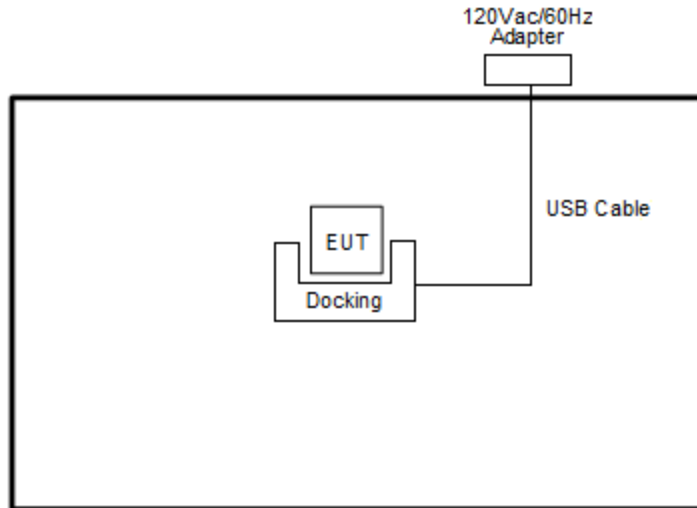 120Vac/60Hz
Adapter
USB Cable
EUT
Docking